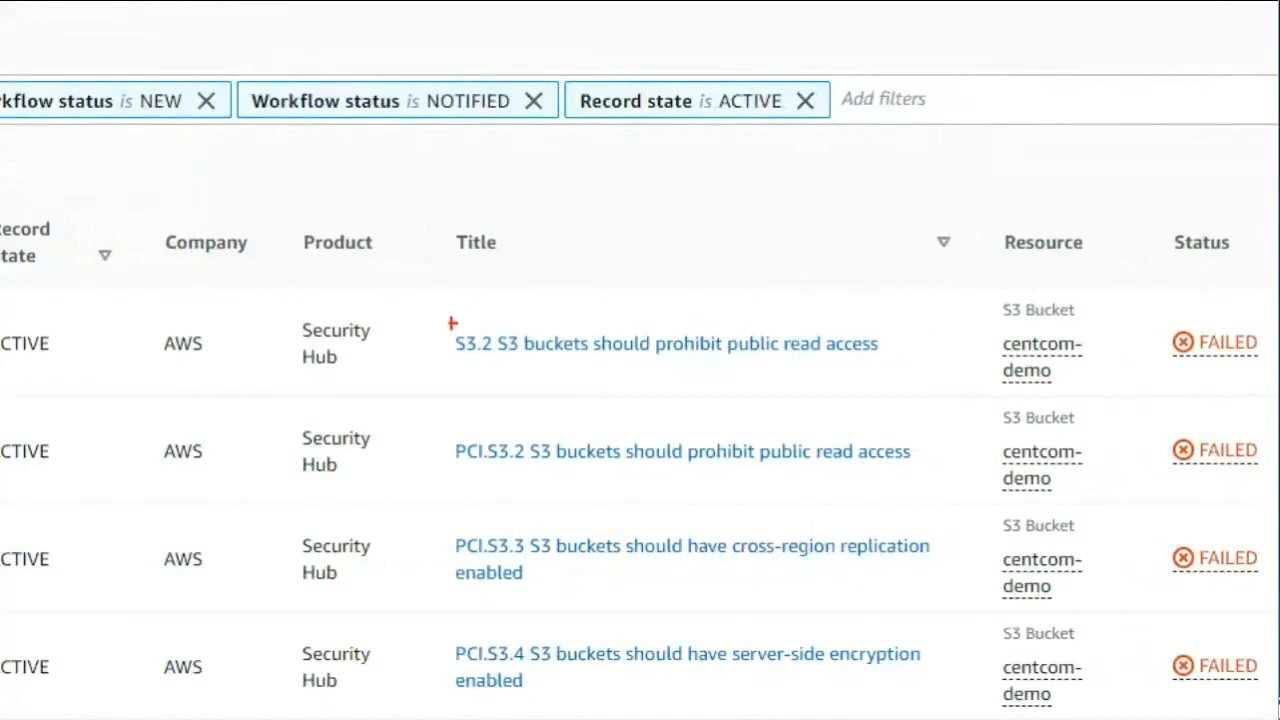 kflow status is NEW Workflow status is NOTIFIED Record state is ACTIVE Add filters
ecord
tate
Company Product Title Resource Status
S3 Bucket
CTIVE AWS Security
Hub S3.2 S3 buckets should prohibit public read access centcom-
demo FAILED
S3 Bucket
CTIVE AWS Security
Hub PCI.S3.2 S3 buckets should prohibit public read access centcom-
demo FAILED
S3 Bucket
CTIVE AWS Security
Hub PCI.S3.3 S3 buckets should have cross-region replication
enabled centcom-
demo FAILED
S3 Bucket
CTIVE AWS Security
Hub PCI.S3.4 S3 buckets should have server-side encryption
enabled centcom-
demo FAILED